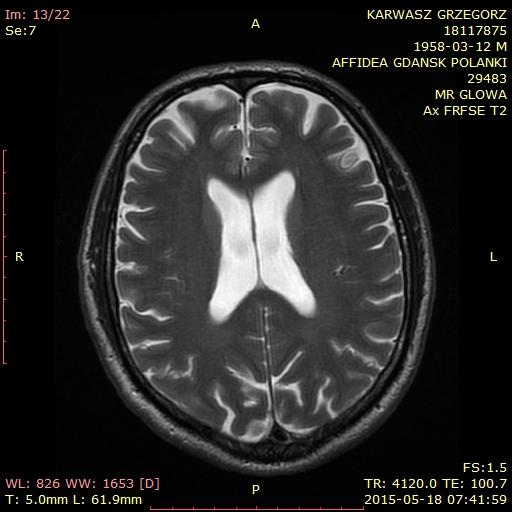 Im: 13/22
Se:7
A
KARWASZ GRZEGORZ
18117875
1958-03-12 M
AFFIDEA GDANSK POLANKI
29483
MR GLOWA
Ax FRFSE T2
R
L
WL: 826 WW: 1653 [D]
T: 5.0mm L: 61.9mm
P
FS:1.5
TR: 4120.0 TE: 100.7
2015-05-18 07:41:59